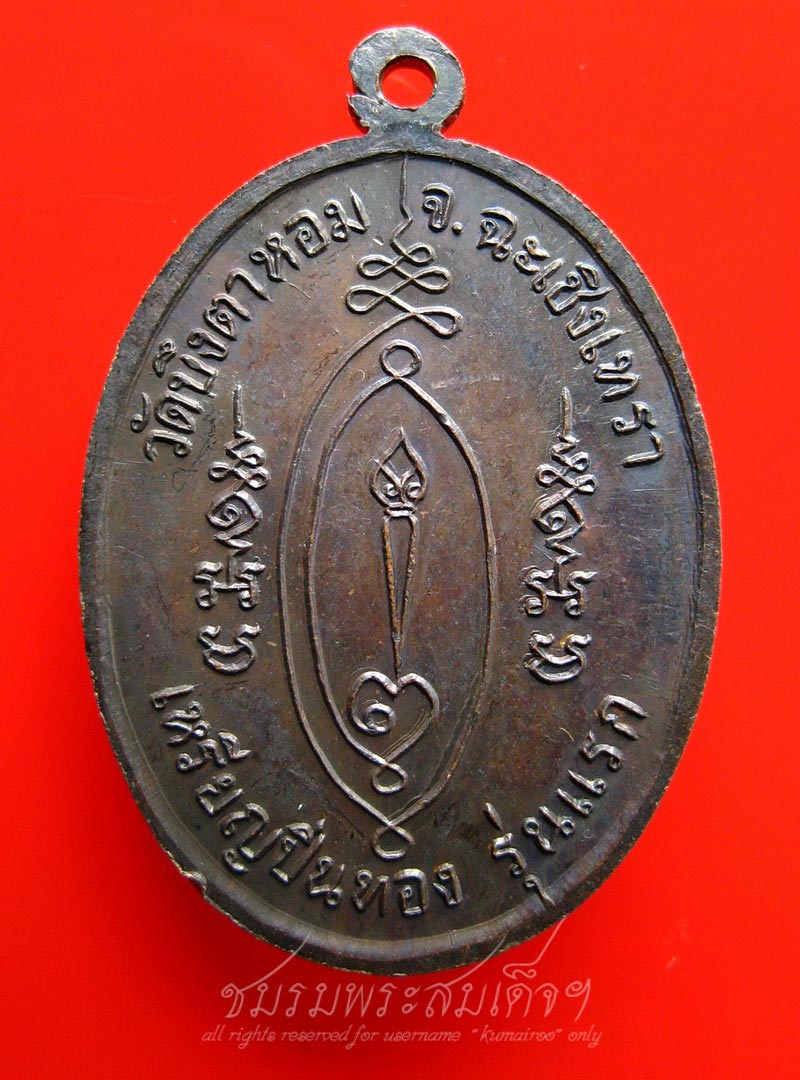 วัดบึงตาหอม จ.ฉะเชิงเทรา
เหรียญปิ่นทอง รุ่นแรก
ชมรมพระสมเด็จฯ
all rights reserved for username "kumairoo" only